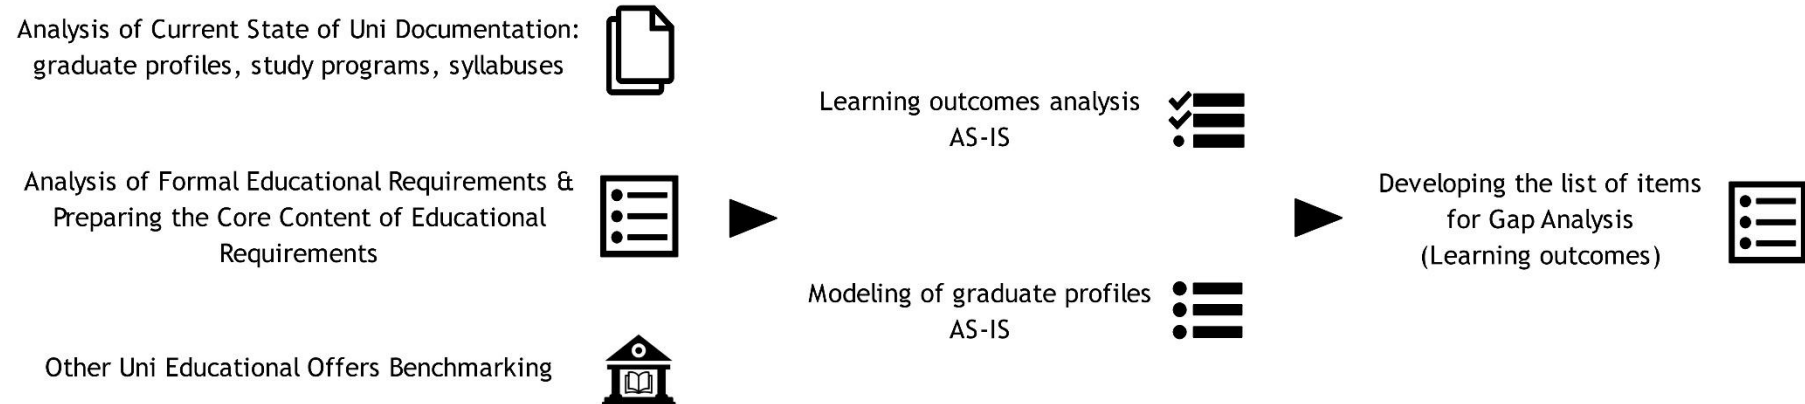 Analysis of Current State of Uni Documentation:
graduate profiles, study programs, syllabuses
Analysis of Formal Educational Requirements &
Preparing the Core Content of Educational
Requirements
Other Uni Educational Offers Benchmarking
Learning outcomes analysis
AS-IS
Modeling of graduate profiles
AS-IS
Developing the list of items
for Gap Analysis
(Learning outcomes)